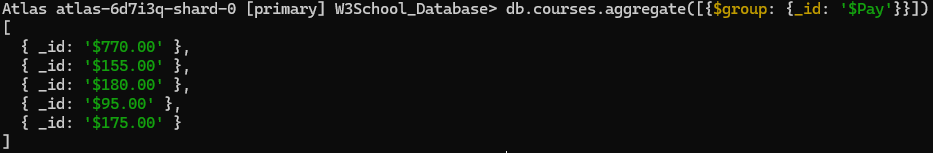 Atlas atlas-6d7i3q-shard-0 [primary] W3School_Database> db.courses.aggregate([{$group: {_id: '$Pay'}}])
[
  { _id: '$770.00' },
  { _id: '$155.00' },
  { _id: '$180.00' },
  { _id: '$95.00' },
  { _id: '$175.00' }
]